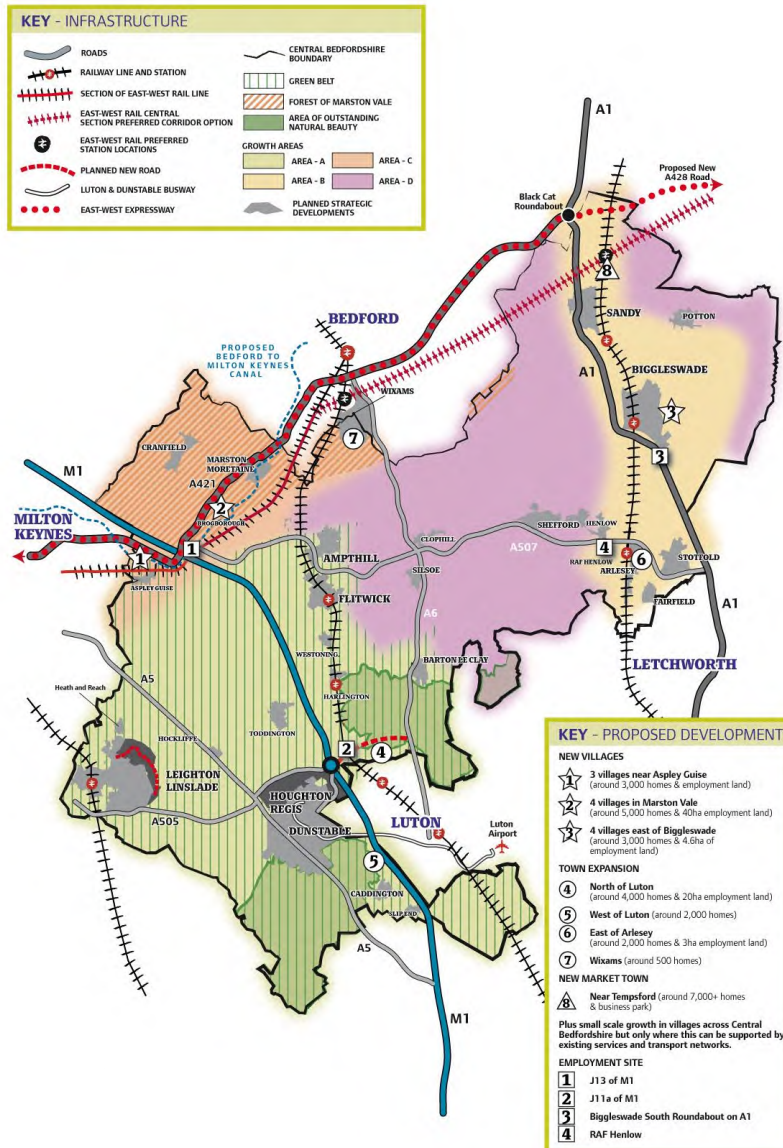 KEY - INFRASTRUCTURE
ROADS
RAILWAY LINE AND STATION
SECTION OF EAST-WEST RAIL LINE
EAST-WEST RAIL CENTRAL
SECTION PREFERRED CORRIDOR OPTION
EAST-WEST RAIL PREFERRED
STATION LOCATIONS
PLANNED NEW ROAD
LUTON & DUNSTABLE BUSWAY
EAST-WEST EXPRESSWAY
CENTRAL BEDFORDSHIRE
BOUNDARY
GREEN BELT
FOREST OF MARSTON VALE
AREA OF OUTSTANDING
NATURAL BEAUTY
GROWTH AREAS
AREA - A
AREA - C
AREA - B
AREA - D
PLANNED STRATEGIC
DEVELOPMENTS
A1
Proposed New
A428 Road
Black Cat
Roundabout
8
SANDY
POTTON
BEDFORD
PROPOSED
BEDFORD TO
MILTON KEYNES
CANAL
A1
BIGGLESWADE
WIXAMS
3
7
CRANFIELD
MARSTON
MORETAINE
3
M1
A421
2
BROGBOROUGH
MILTON
KEYNES
1
1
ASPLEY GUISE
AMPTHILL
CLOPHILL
SHEFFORD
HENLOW
A507
4
RAF HENLOW
6
STOTFOLD
ARLESEY
SILSOE
FLITWICK
FAIRFIELD
A1
A6
WESTONING
BARTON LE CLAY
LETCHWORTH
A5
Heath and Reach
HARLINGTON
HOCKLIFFE
TODDINGTON
2
4
LEIGHTON
LINSLADE
HOUGHTON
REGIS
LUTON
DUNSTABLE
Luton
Airport
A505
5
CADDINGTON
SLIP END
A5
M1
KEY - PROPOSED DEVELOPMENT
NEW VILLAGES
1 3 villages near Aspley Guise
(around 3,000 homes & employment land)
2 4 villages in Marston Vale
(around 5,000 homes & 40ha employment land)
3 4 villages east of Biggleswade
(around 3,000 homes & 4.6ha of
employment land)
TOWN EXPANSION
4 North of Luton
(around 4,000 homes & 20ha employment land)
5 West of Luton (around 2,000 homes)
6 East of Arlesey
(around 2,000 homes & 3ha employment land)
7 Wixams (around 500 homes)
NEW MARKET TOWN
8 Near Tempsford (around 7,000+ homes
& business park)
Plus small scale growth in villages across Central
Bedfordshire but only where this can be supported by
existing services and transport networks.
EMPLOYMENT SITE
1 J13 of M1
2 J11a of M1
3 Biggleswade South Roundabout on A1
4 RAF Henlow